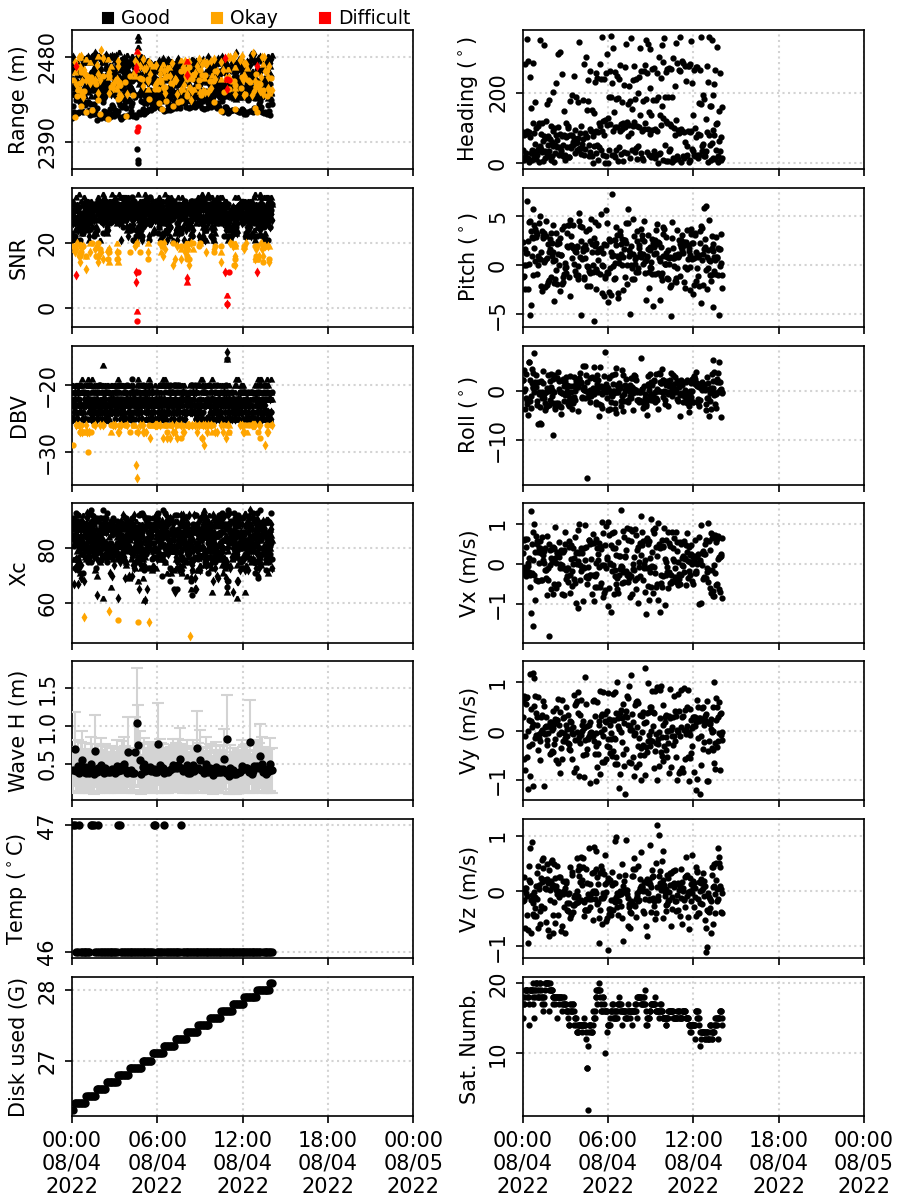 Good Okay Difficult
Range (m)
2480
2390
Heading (°)
200
0
SNR
20
0
Pitch (°)
5
0
−5
DBV
−20
−30
Roll (°)
0
−10
Xc
80
60
Vx (m/s)
1
0
−1
Wave H (m)
1.5
1.0
0.5
Vy (m/s)
1
0
−1
Temp (°C)
47
46
Vz (m/s)
1
0
−1
Disk used (G)
28
27
Sat. Numb.
20
10
00:00 06:00 12:00 18:00 00:00
08/04 08/04 08/04 08/04 08/05
2022 2022 2022 2022 2022
00:00 06:00 12:00 18:00 00:00
08/04 08/04 08/04 08/04 08/05
2022 2022 2022 2022 2022